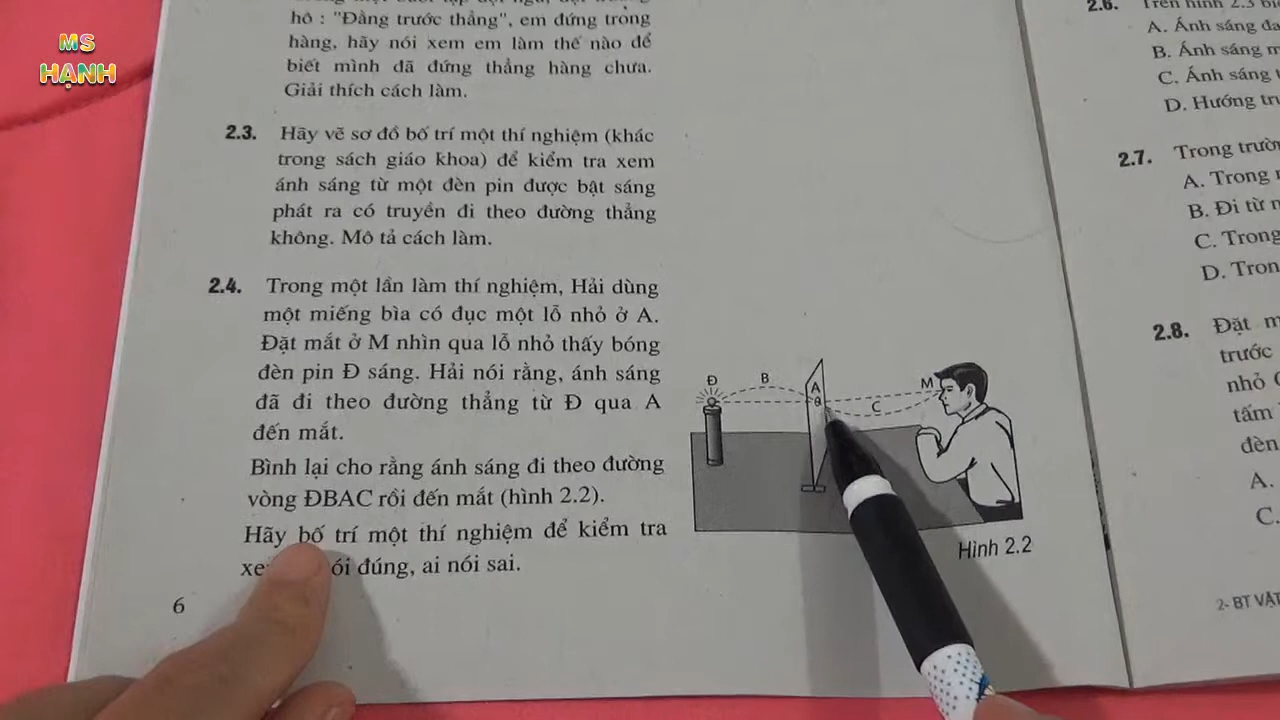 MS
HẠNH
hô : "Đằng trước thẳng", em đứng trong
hàng, hãy nói xem em làm thế nào để
biết mình đã đứng thẳng hàng chưa.
Giải thích cách làm.
2.3. Hãy vẽ sơ đồ bố trí một thí nghiệm (khác
trong sách giáo khoa) để kiểm tra xem
ánh sáng từ một đèn pin được bật sáng
phát ra có truyền đi theo đường thẳng
không. Mô tả cách làm.
2.4. Trong một lần làm thí nghiệm, Hải dùng
một miếng bìa có đục một lỗ nhỏ ở A.
Đặt mắt ở M nhìn qua lỗ nhỏ thấy bóng
đèn pin Đ sáng. Hải nói rằng, ánh sáng
đã đi theo đường thẳng từ Đ qua A
đến mắt.
Bình lại cho rằng ánh sáng đi theo đường
vòng ĐBAC rồi đến mắt (hình 2.2).
Hãy bố trí một thí nghiệm để kiểm tra
nói đúng, ai nói sai.
6
Đ
B
A
C
M
Hình 2.2
2.6. Trên hình 2.3
A. Ánh sáng
B. Ánh sáng
C. Ánh sáng
D. Hướng
2.7. Trong
A. Trong
B. Đi từ
C. Trong
D.
2.8. Đặt
trước
nhỏ
tấm
đèn
A.
C.
2- BT